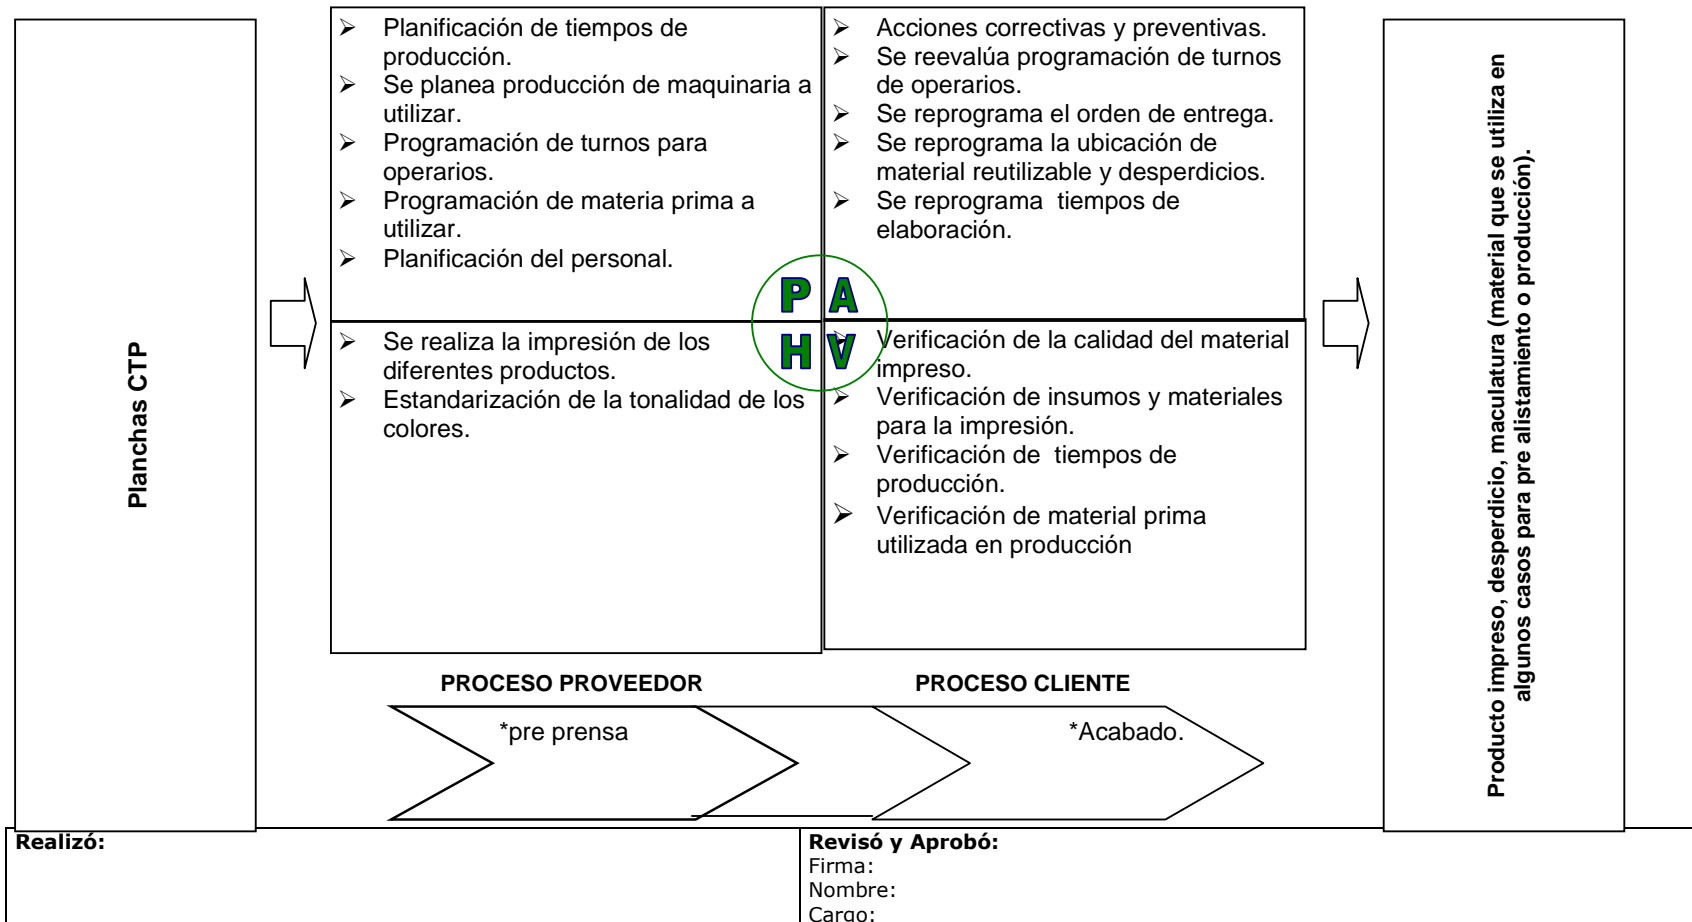 Planchas CTP
➢ Planificación de tiempos de
producción.
➢ Se planea producción de maquinaria a
utilizar.
➢ Programación de turnos para
operarios.
➢ Programación de materia prima a
utilizar.
➢ Planificación del personal.
➢ Acciones correctivas y preventivas.
➢ Se reevalúa programación de turnos
de operarios.
➢ Se reprograma el orden de entrega.
➢ Se reprograma la ubicación de
material reutilizable y desperdicios.
➢ Se reprograma tiempos de
elaboración.
P A
H V
➢ Se realiza la impresión de los
diferentes productos.
➢ Estandarización de la tonalidad de los
colores.
➢ Verificación de la calidad del material
impreso.
➢ Verificación de insumos y materiales
para la impresión.
➢ Verificación de tiempos de
producción.
➢ Verificación de material prima
utilizada en producción
Producto impreso, desperdicio, maculatura (material que se utiliza en
algunos casos para pre alistamiento o producción).
PROCESO PROVEEDOR
PROCESO CLIENTE
*pre prensa
*Acabado.
Realizó:
Revisó y Aprobó:
Firma:
Nombre:
Cargo: